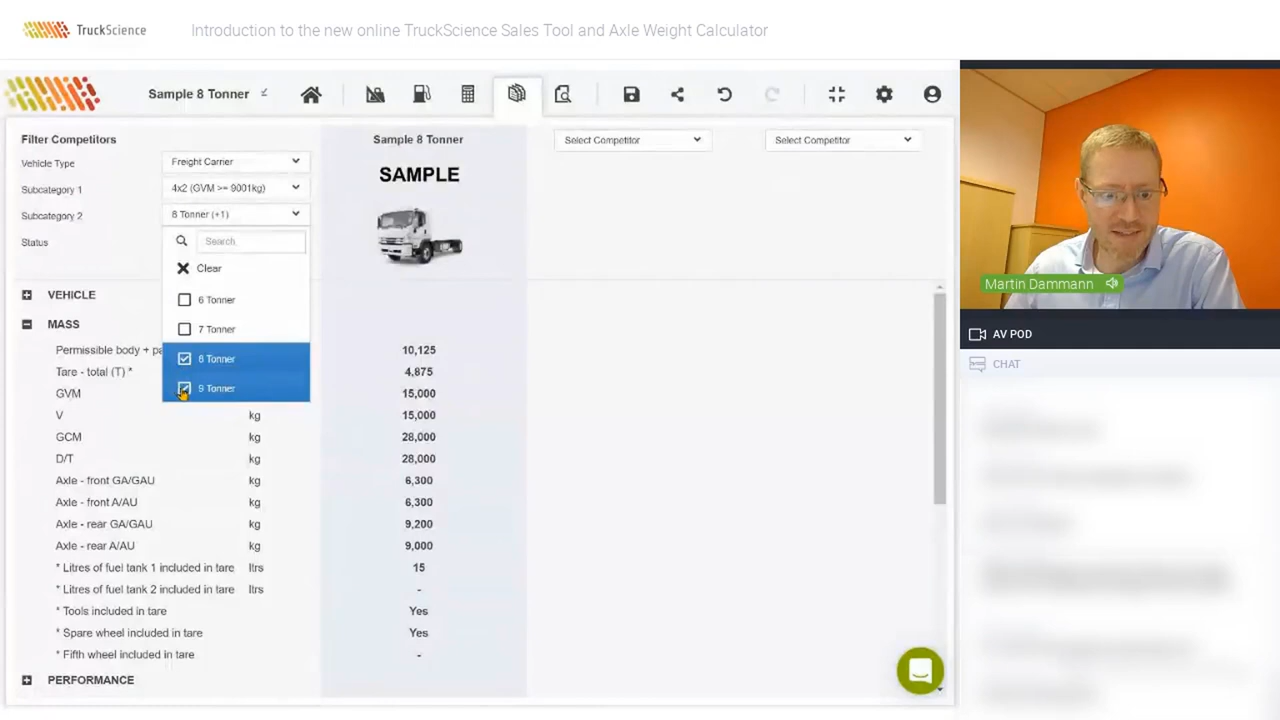 TruckScience
Introduction to the new online TruckScience Sales Tool and Axle Weight Calculator
Sample 8 Tonner
Filter Competitors
Vehicle Type
Freight Carrier
Subcategory 1
4x2 (GVM >= 9001kg)
Subcategory 2
8 Tonner (+1)
Status
Search
Clear
6 Tonner
7 Tonner
8 Tonner
9 Tonner
Sample 8 Tonner
SAMPLE
Select Competitor
Select Competitor
VEHICLE
MASS
Permissible body + pa
10,125
Tare - total (T) *
4,875
GVM
15,000
V kg 15,000
GCM kg 28,000
D/T kg 28,000
Axle - front GA/GAU kg 6,300
Axle - front A/AU kg 6,300
Axle - rear GA/GAU kg 9,200
Axle - rear A/AU kg 9,000
* Litres of fuel tank 1 included in tare ltrs 15
* Litres of fuel tank 2 included in tare ltrs -
* Tools included in tare Yes
* Spare wheel included in tare Yes
* Fifth wheel included in tare -
PERFORMANCE
Martin Dammann
AV POD
CHAT